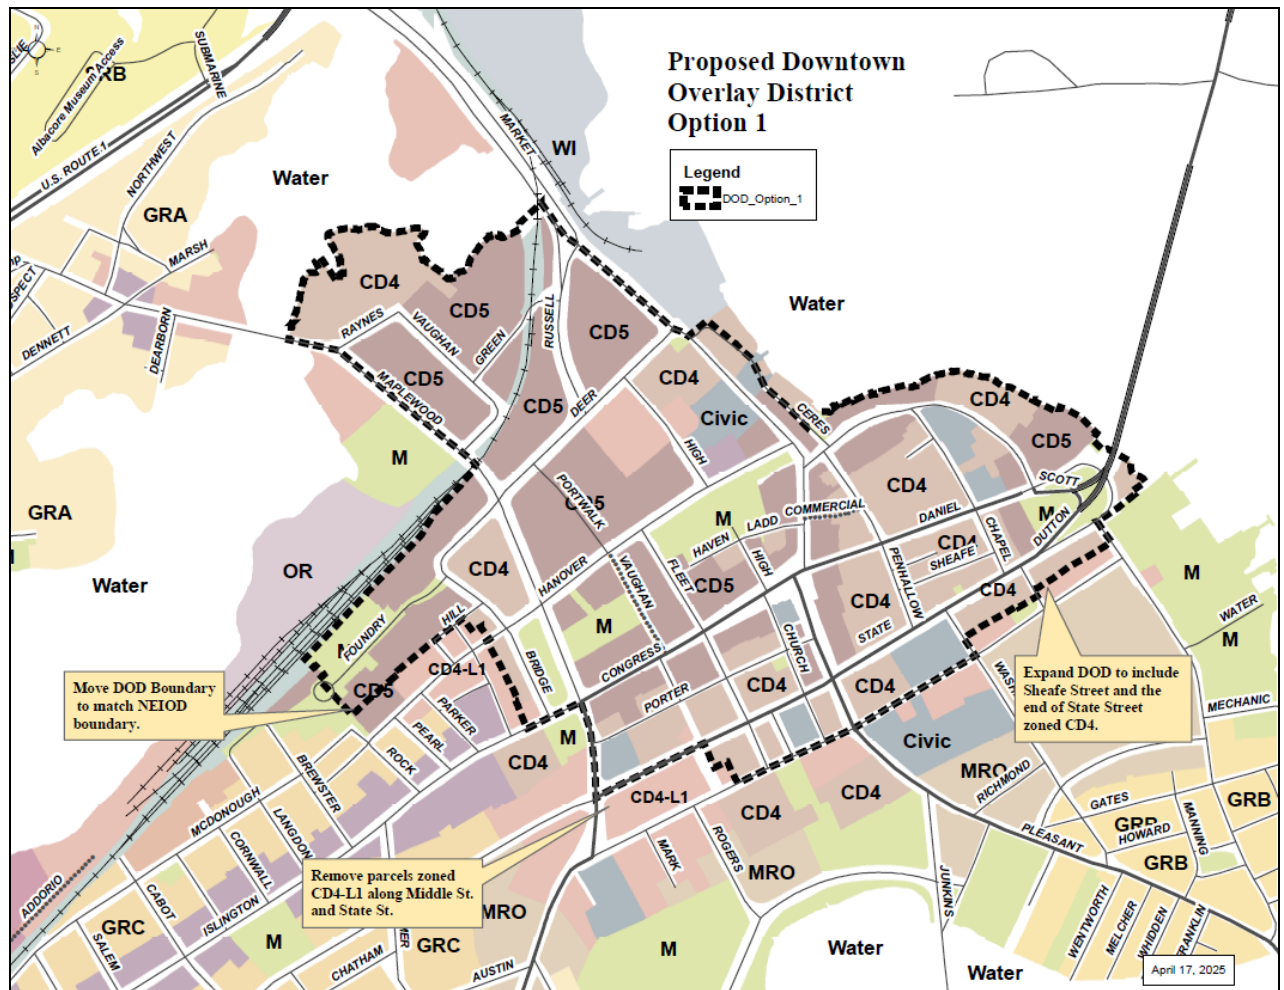 Proposed Downtown
Overlay District
Option 1
Legend
DOD_Option_1
N
E
S
SUBMARINE
Albacore Museum Access
U.S. ROUTE 1
NORTHWEST
GRA
MARSH
DENNETT
DEARBORN
Water
MARKET
WI
Water
CD4
CD5
RAYNES
VAUGHAN
GREEN
RUSSELL
CD5
CD5
MAPLEWOOD
CD5
DEER
CD4
Civic
HIGH
CERES
CD4
CD5
SCOTT
M
GRA
Water
OR
PORTWALK
M
HAVEN
LADD
COMMERCIAL
CD4
DANIEL
CD4
SHEAFE
CHAPEL
M
DUTTON
PENHALLOW
CD4
HANOVER
VAUGHAN
FLEET
CD5
HIGH
CD4
STATE
CD4
M
WATER
M
M
FOUNDRY
HILL
CD5
CD4-L1
BRIDGE
CONGRESS
PORTER
CHURCH
CD4
CD4
Civic
MECHANIC
Move DOD Boundary
to match NEIOD
boundary.
Expand DOD to include
Sheafe Street and the
end of State Street
zoned CD4.
PARKER
PEARL
ROCK
M
CD4
BREWSTER
MCDONOUGH
LANGDON
CORNWALL
CABOT
ISLINGTON
ADDORIO
GRC
SALEM
M
CHATHAM
MRO
GRC
AUSTIN
Remove parcels zoned
CD4-L1 along Middle St.
and State St.
CD4-L1
MARK
ROGERS
CD4
CD4
MRO
M
MRO
RICHMOND
PLEASANT
JUNKINS
GATES
HOWARD
MANNING
GRB
GRB
WENTWORTH
MELCHER
WHIDDEN
Water
Water
April 17, 2025